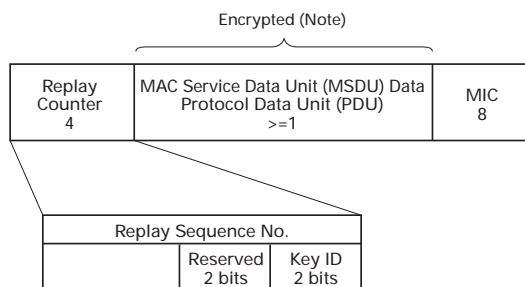 Encrypted (Note)
Replay
Counter
4
MAC Service Data Unit (MSDU) Data
Protocol Data Unit (PDU)
>=1
MIC
8
Replay Sequence No.
Reserved
2 bits
Key ID
2 bits